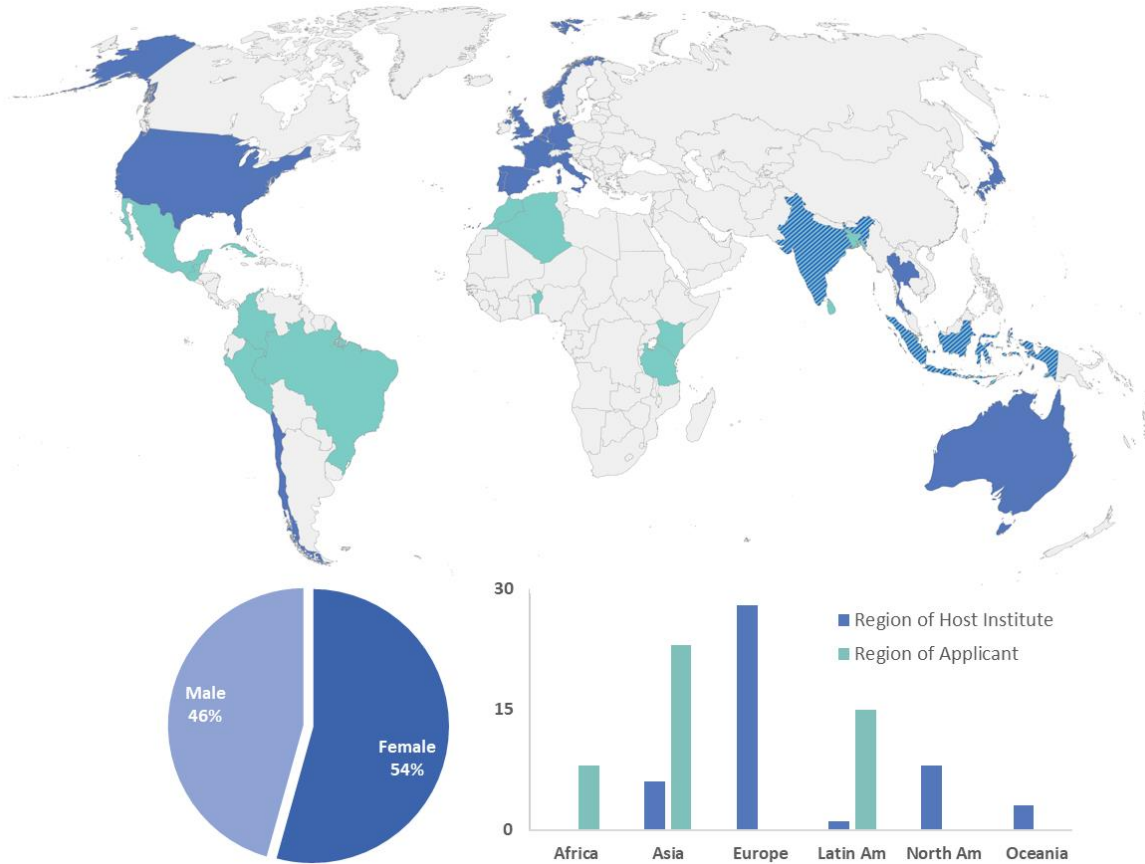 Male
46%
Female
54%
30
15
0
Region of Host Institute
Region of Applicant
Africa
Asia
Europe
Latin Am
North Am
Oceania